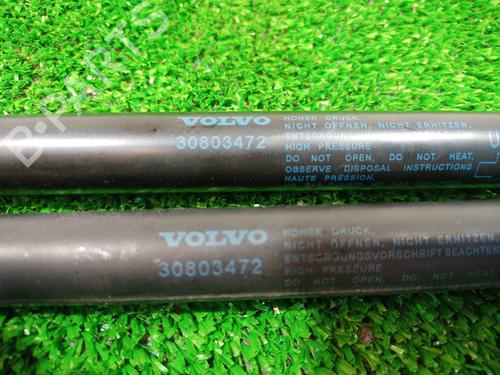 D-PARTS
VOLVO
30803472
HOHER DRUCK,
NICHT ÖFFNEN, NICHT ERHITZEN,
HIGH PRESSURE
DO NOT OPEN, DO NOT HEAT,
OBSERVE DISPOSAL INSTRUCTIONS
HAUTE PRESSION,
VOLVO
30803472
HOHER DRUCK,
NICHT ÖFFNEN, NICHT ERHITZEN
ENTSORGUNGSVORSCHRIFT BEACHTEN
HIGH PRESSURE
DO NOT OPEN, DO NOT HEAT